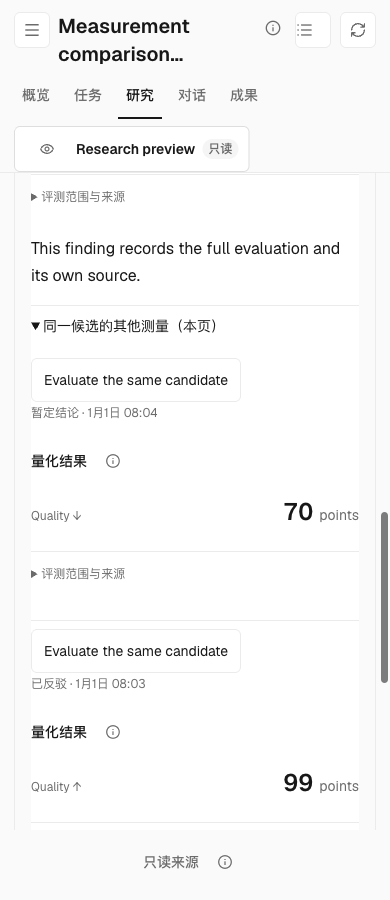 Measurement
comparison...
概览 任务 研究 对话 成果
Research preview 只读
▶ 评测范围与来源
This finding records the full evaluation and
its own source.
▼ 同一候选的其他测量（本页）
Evaluate the same candidate
暂定结论 · 1月1日 08:04
量化结果
Quality ↓ 70 points
▶ 评测范围与来源
Evaluate the same candidate
已反驳 · 1月1日 08:03
量化结果
Quality ↑ 99 points
只读来源